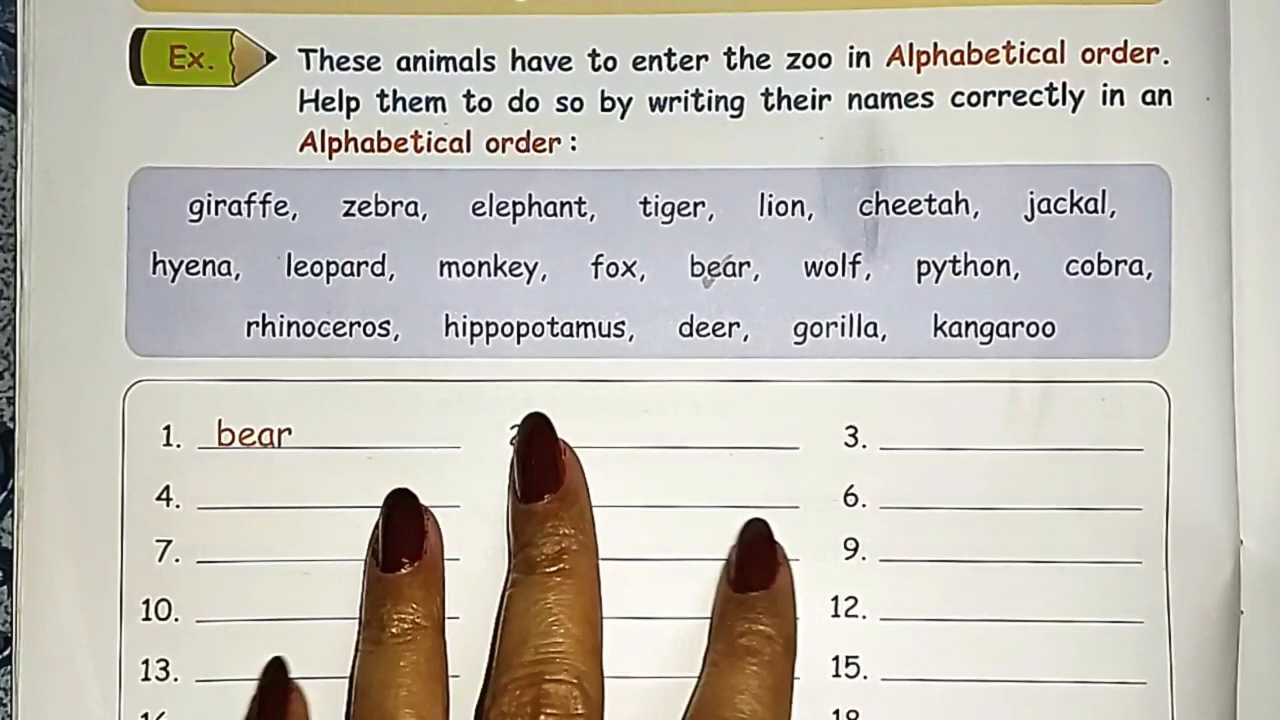 Ex.
These animals have to enter the zoo in Alphabetical order.
Help them to do so by writing their names correctly in an
Alphabetical order :
giraffe, zebra, elephant, tiger, lion, cheetah, jackal,
hyena, leopard, monkey, fox, bear, wolf, python, cobra,
rhinoceros, hippopotamus, deer, gorilla, kangaroo
1. bear 3.
4. 6.
7. 9.
10. 12.
13. 15.